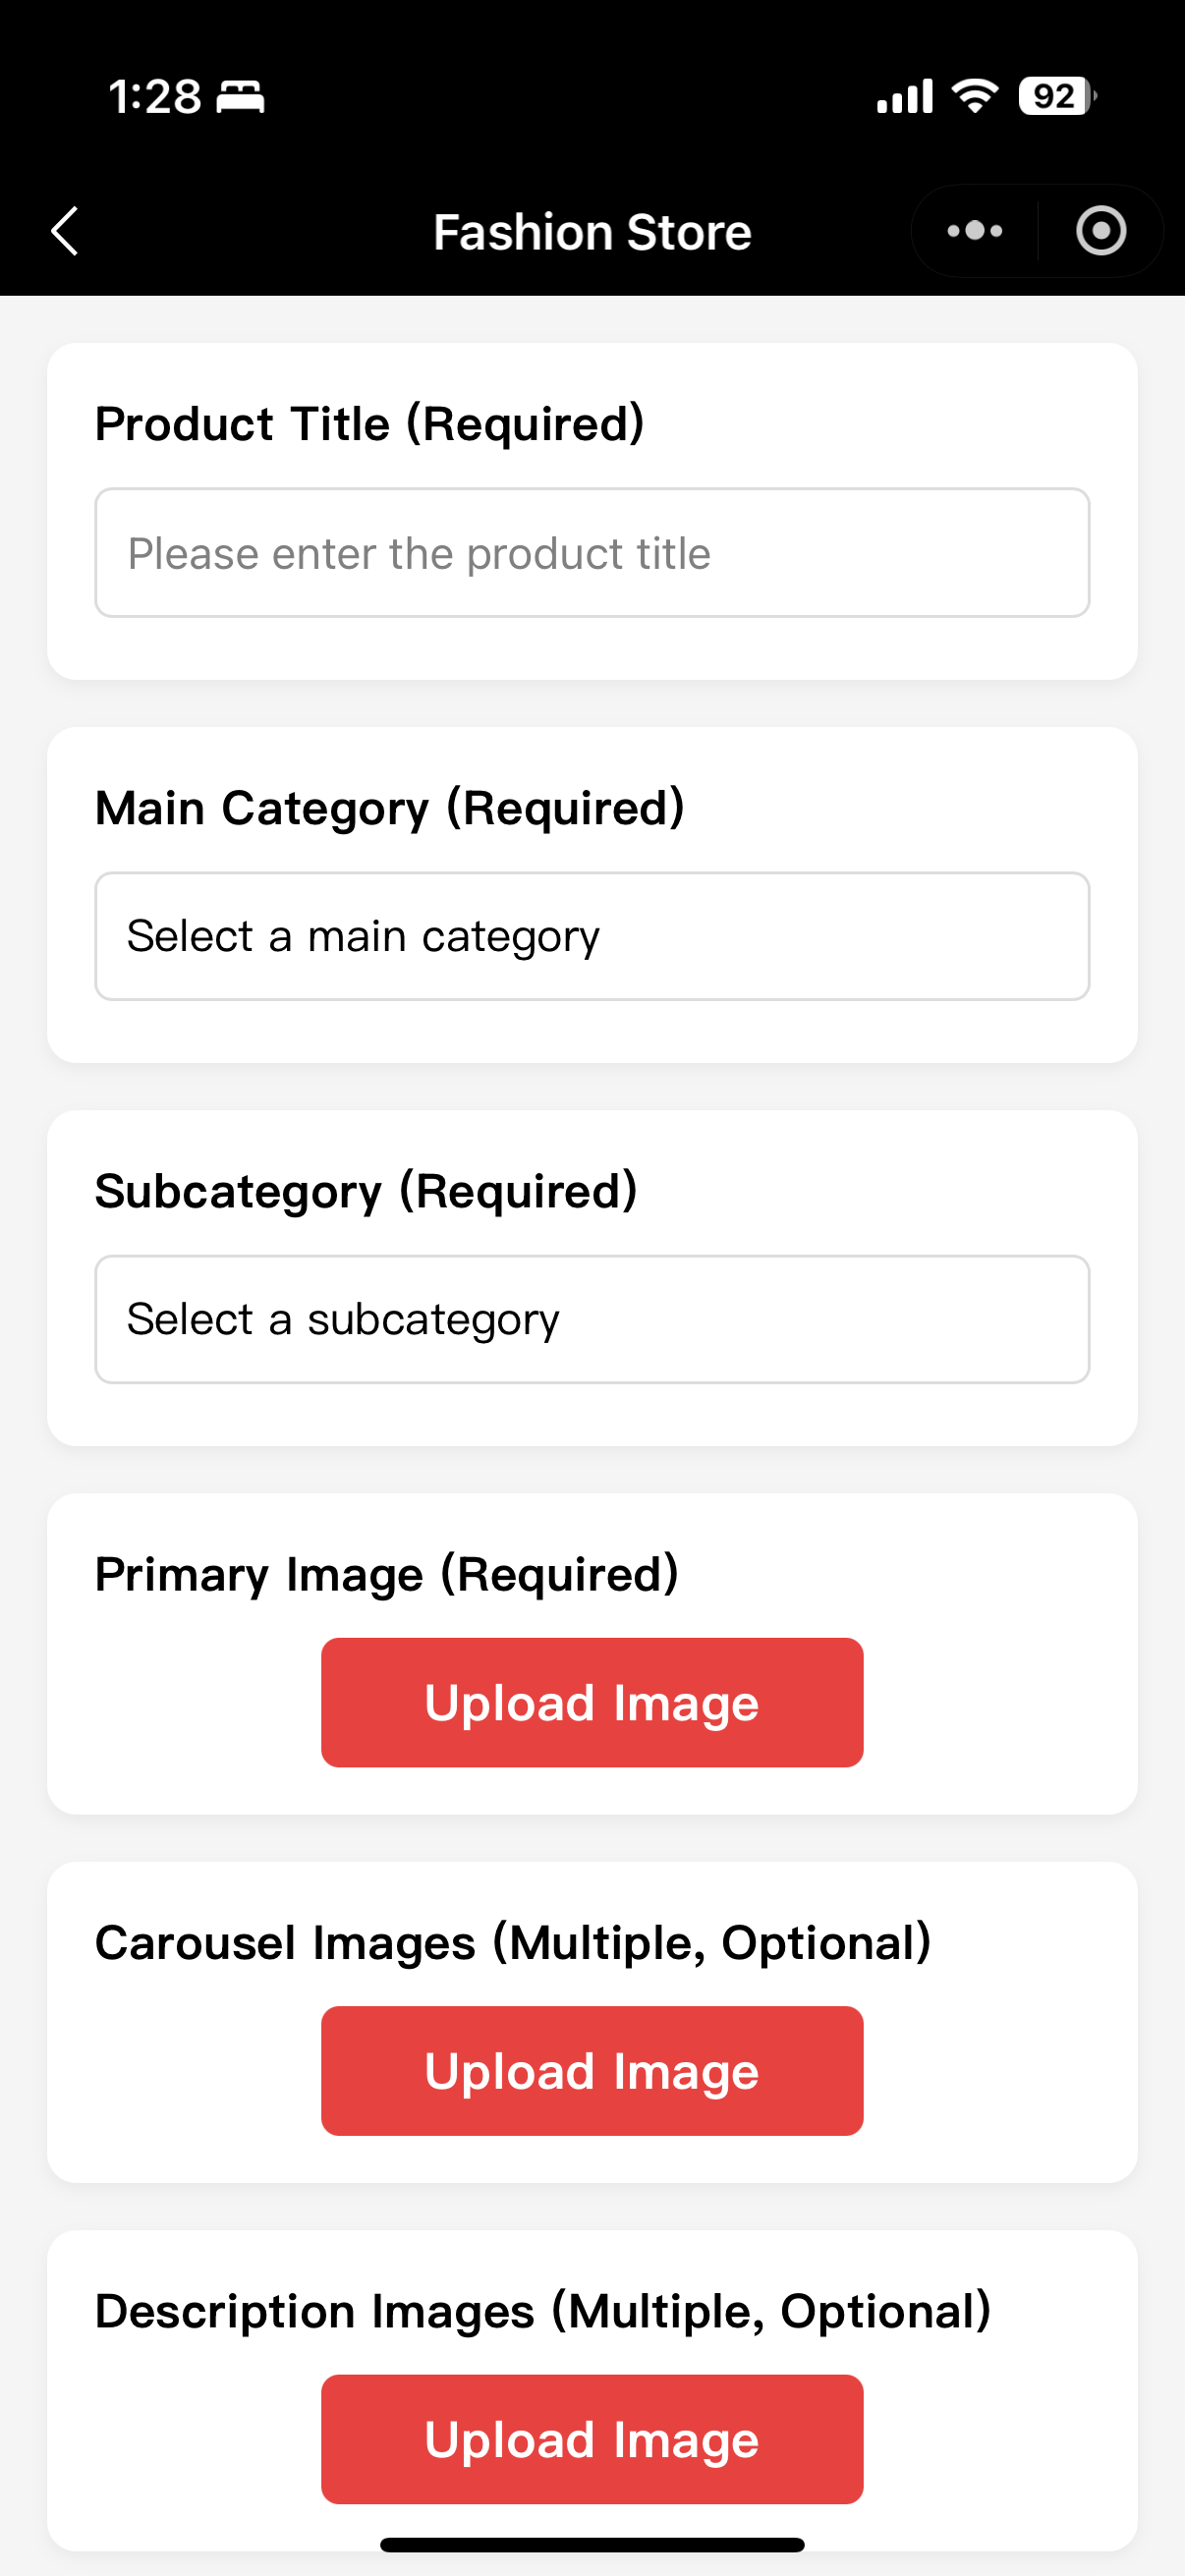 1:28
92
Fashion Store
Product Title (Required)
Please enter the product title
Main Category (Required)
Select a main category
Subcategory (Required)
Select a subcategory
Primary Image (Required)
Upload Image
Carousel Images (Multiple, Optional)
Upload Image
Description Images (Multiple, Optional)
Upload Image